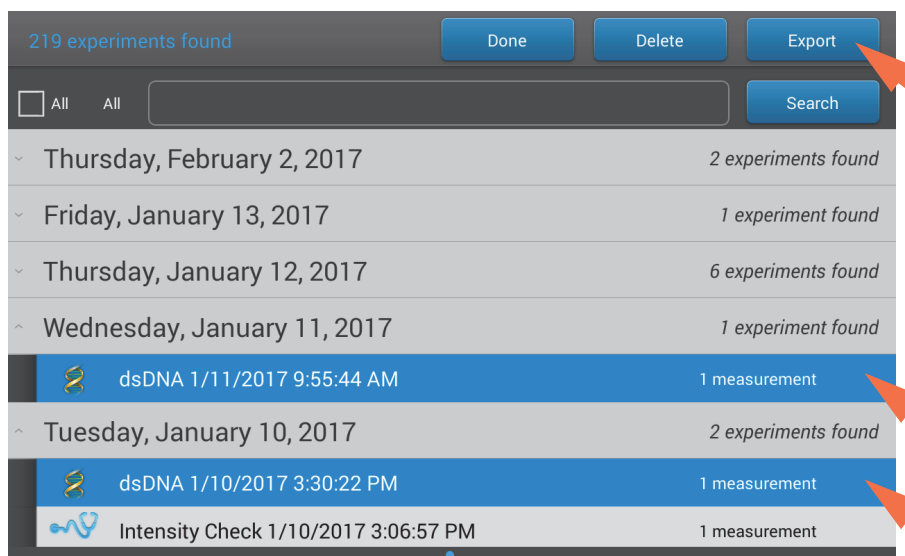 219 experiments found Done Delete Export
All All Search
Thursday, February 2, 2017 2 experiments found
Friday, January 13, 2017 1 experiment found
Thursday, January 12, 2017 6 experiments found
Wednesday, January 11, 2017 1 experiment found
dsDNA 1/11/2017 9:55:44 AM 1 measurement
Tuesday, January 10, 2017 2 experiments found
dsDNA 1/10/2017 3:30:22 PM 1 measurement
Intensity Check 1/10/2017 3:06:57 PM 1 measurement